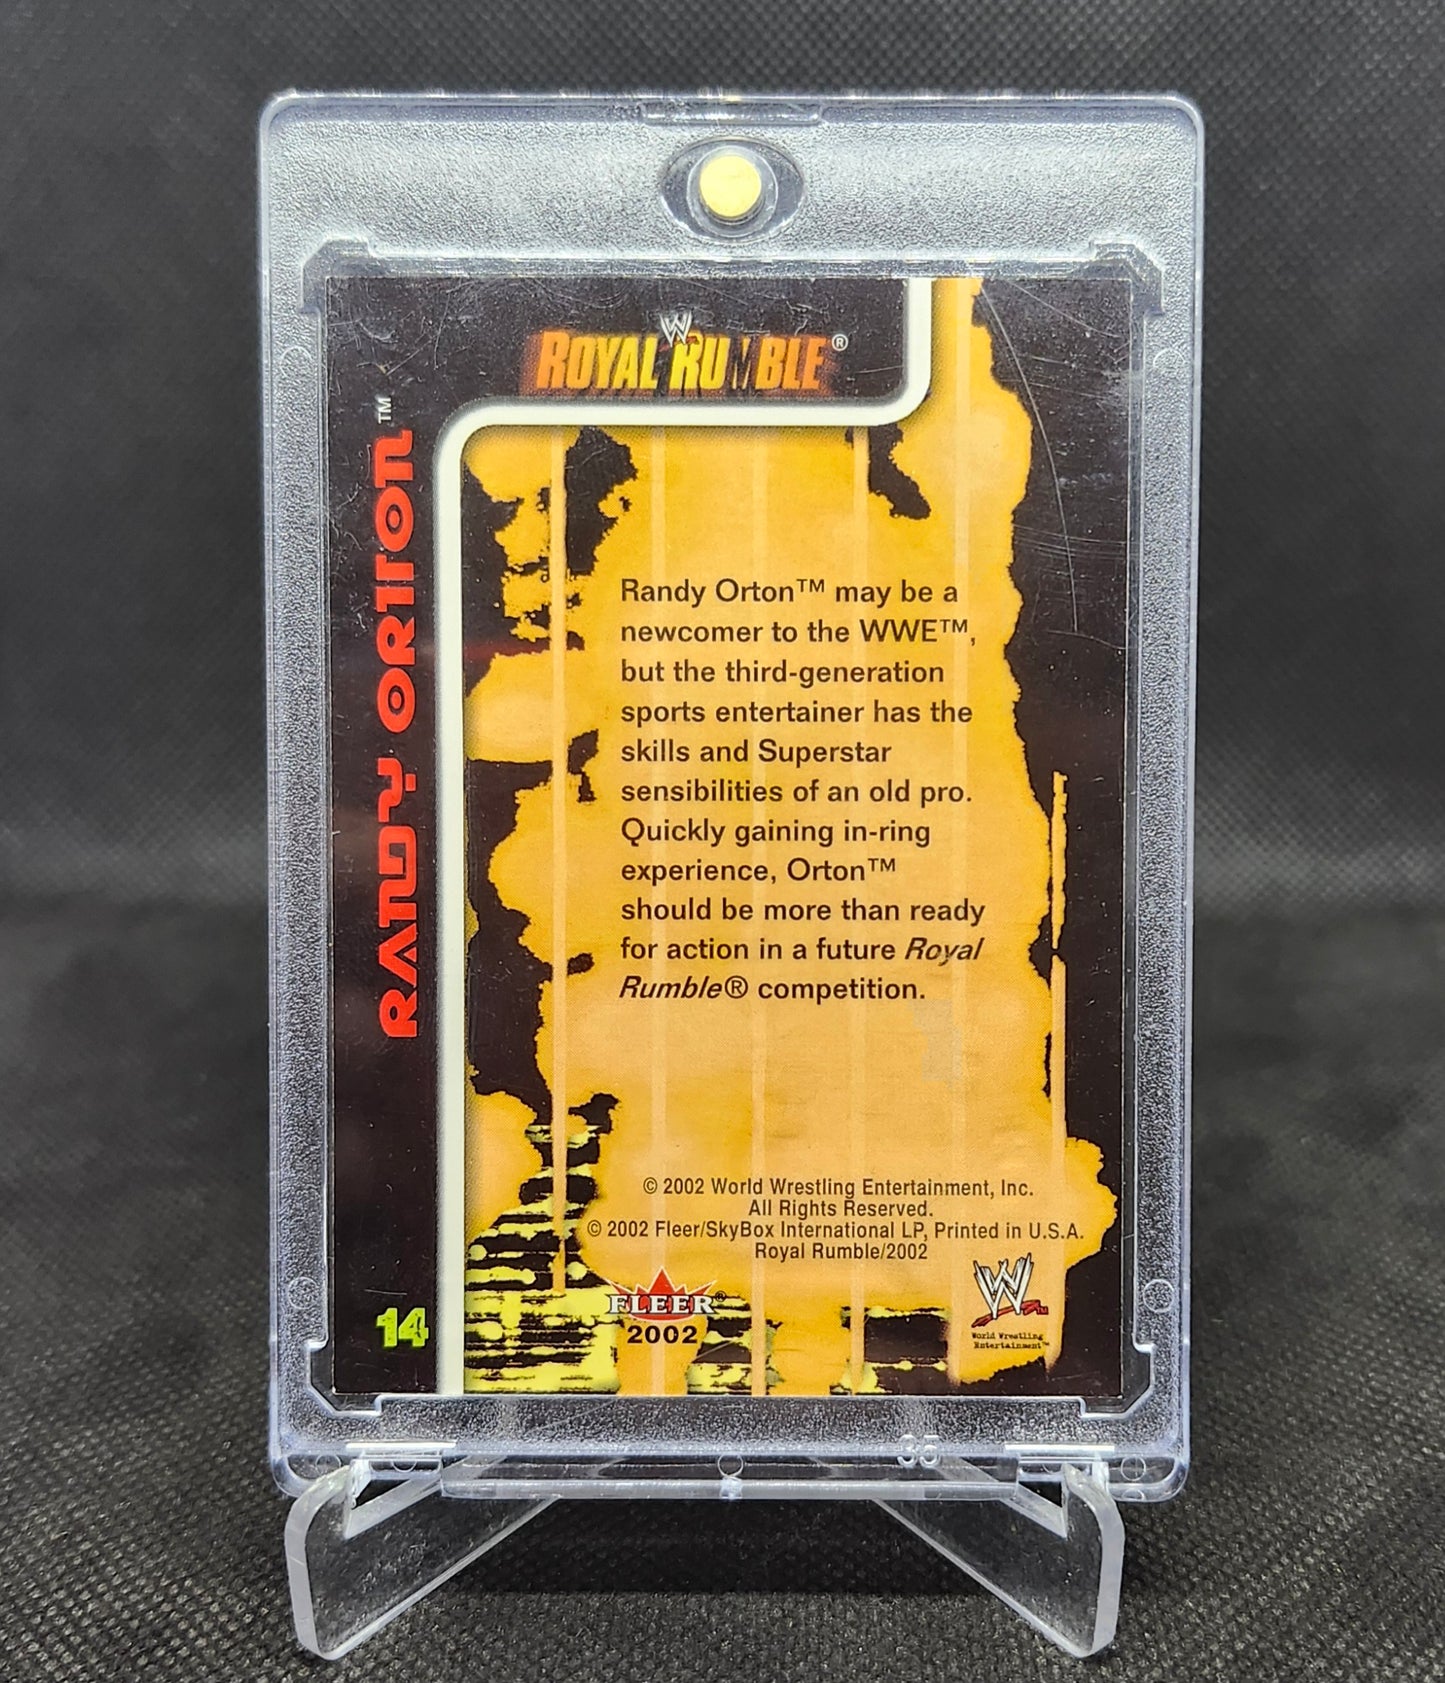 ROYAL RUMBLE®
RANDY ORTON™
Randy Orton™ may be a
newcomer to the WWE™,
but the third-generation
sports entertainer has the
skills and Superstar
sensibilities of an old pro.
Quickly gaining in-ring
experience, Orton™
should be more than ready
for action in a future Royal
Rumble® competition.
© 2002 World Wrestling Entertainment, Inc.
All Rights Reserved.
© 2002 Fleer/SkyBox International LP, Printed in U.S.A.
Royal Rumble/2002
FLEER®
2002
W™
World Wrestling
Entertainment™
14
35